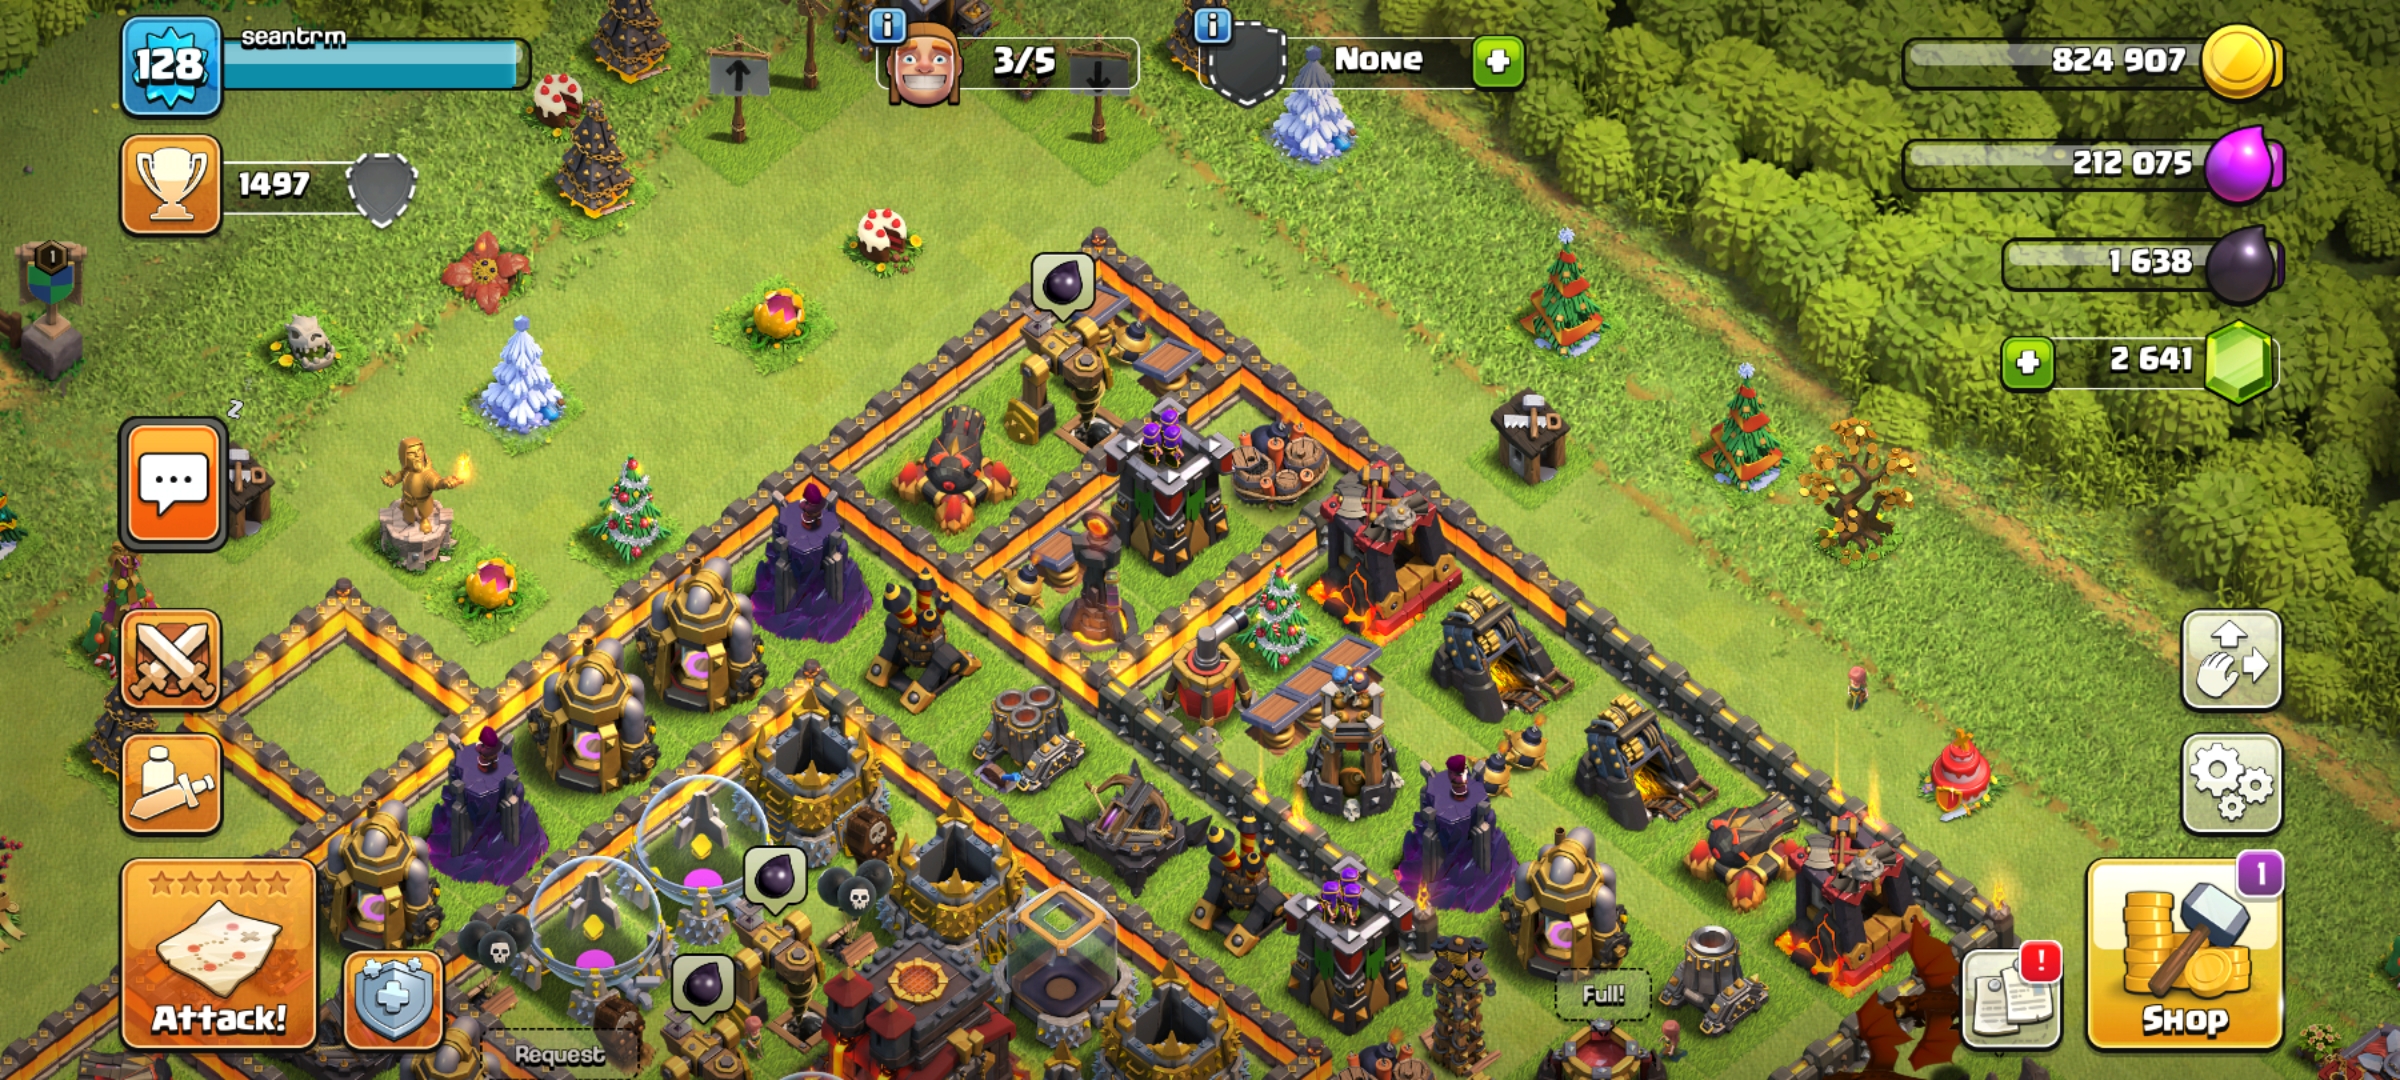 128
seantrm
3/5
None
824 907
1497
212 075
1
1 638
2 641
z
Attack!
Request
Full!
!
1
Shop